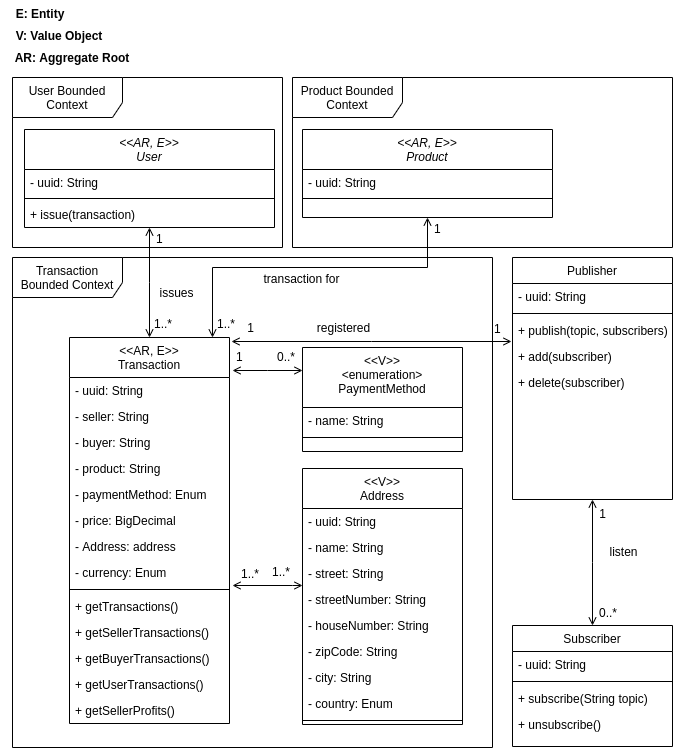 E: Entity
V: Value Object
AR: Aggregate Root
User Bounded
Context
<<AR, E>>
User
- uuid: String
+ issue(transaction)
1
Product Bounded
Context
<<AR, E>>
Product
- uuid: String
1
Transaction
Bounded Context
issues
transaction for
1..*
1..*
1
registered
1
<<AR, E>>
Transaction
- uuid: String
- seller: String
- buyer: String
- product: String
- paymentMethod: Enum
- price: BigDecimal
- Address: address
- currency: Enum
+ getTransactions()
+ getSellerTransactions()
+ getBuyerTransactions()
+ getUserTransactions()
+ getSellerProfits()
1
0..*
<<V>>
<enumeration>
PaymentMethod
- name: String
1..*
1..*
<<V>>
Address
- uuid: String
- name: String
- street: String
- streetNumber: String
- houseNumber: String
- zipCode: String
- city: String
- country: Enum
Publisher
- uuid: String
+ publish(topic, subscribers)
+ add(subscriber)
+ delete(subscriber)
1
listen
0..*
Subscriber
- uuid: String
+ subscribe(String topic)
+ unsubscribe()